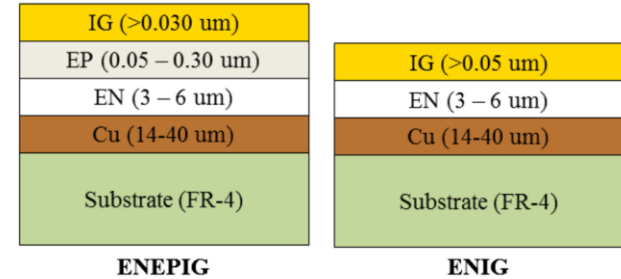 IG (>0.030 um)
EP (0.05 – 0.30 um)
EN (3 – 6 um)
Cu (14-40 um)
Substrate (FR-4)
ENEPIG
IG (>0.05 um)
EN (3 – 6 um)
Cu (14-40 um)
Substrate (FR-4)
ENIG